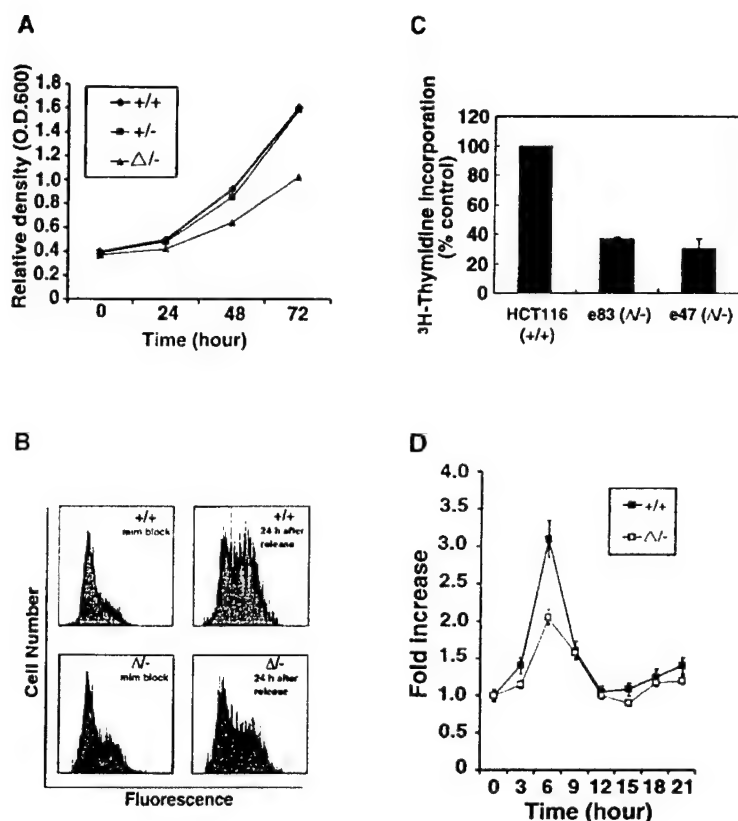 A
Relative density (O.D.600)
1.8
1.6
1.4
1.2
1.0
0.8
0.6
0.4
0.2
0
+/+
+/-
△/-
0 24 48 72
Time (hour)
C
³H-Thymidine incorporation
(% control)
120
100
80
60
40
20
0
HCT116
(+/+)
e83 (Λ/-)
e47 (Λ/-)
B
Cell Number
+/+
mim block
+/+
24 h after
release
Λ/-
mim block
Δ/-
24 h after
release
Fluorescence
D
Fold increase
4.0
3.5
3.0
2.5
2.0
1.5
1.0
0.5
0
+/+
Λ/-
0 3 6 9 12 15 18 21
Time (hour)